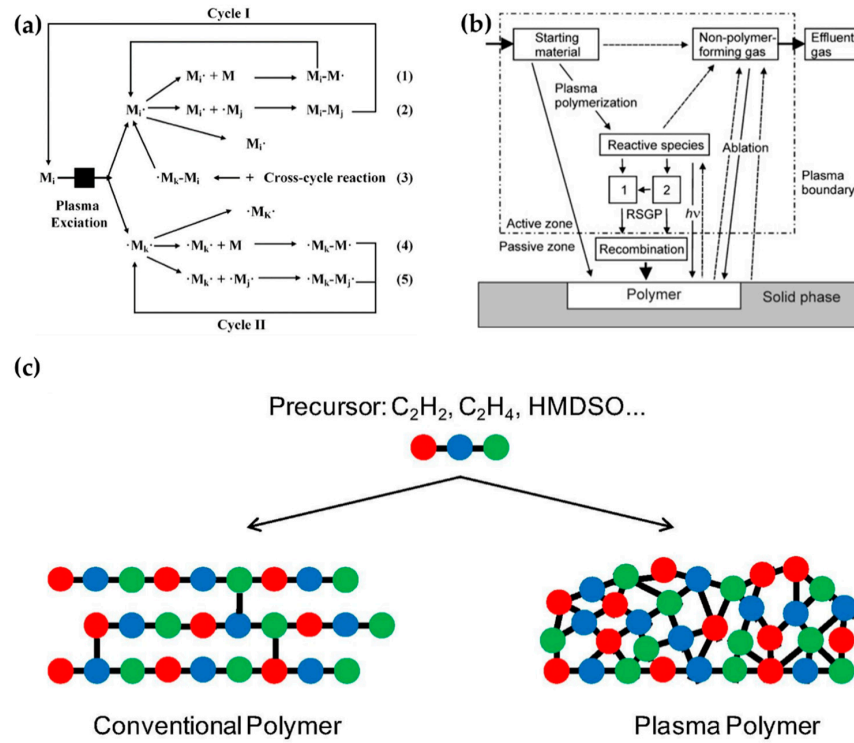 (a)
Cycle I
Mᵢ· + M Mᵢ-M· (1)
Mᵢ· Mᵢ· + ·Mⱼ Mᵢ-Mⱼ (2)
Mᵢ·
Mᵢ ·Mₖ-Mᵢ + Cross-cycle reaction (3)
Plasma
Exciation
·Mₖ·
·Mₖ· ·Mₖ· + M ·Mₖ-M· (4)
·Mₖ· + ·Mⱼ· ·Mₖ-Mⱼ· (5)
Cycle II
(b)
Starting
material
Non-polymer-
forming gas
Effluent
gas
Plasma
polymerization
Reactive species
Ablation
Plasma
boundary
1 2
RSGP hν
Active zone
Passive zone
Recombination
Polymer
Solid phase
(c)
Precursor: C₂H₂, C₂H₄, HMDSO...
Conventional Polymer
Plasma Polymer